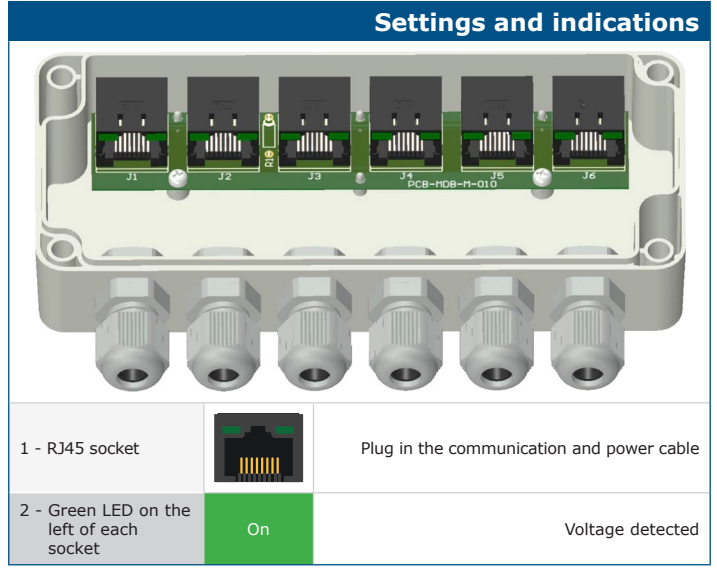 Settings and indications
R1
J1
J2
J3
J4
J5
J6
PCB-MDB-M-010
1 - RJ45 socket
Plug in the communication and power cable
2 - Green LED on the
left of each
socket
On
Voltage detected